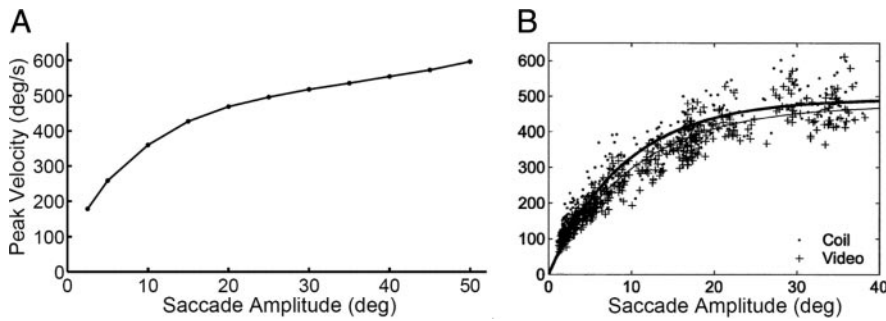 A
Peak Velocity (deg/s)
600
500
400
300
200
100
0
0 10 20 30 40 50
Saccade Amplitude (deg)
B
600
500
400
300
200
100
0
Coil
Video
0 10 20 30 40
Saccade Amplitude (deg)